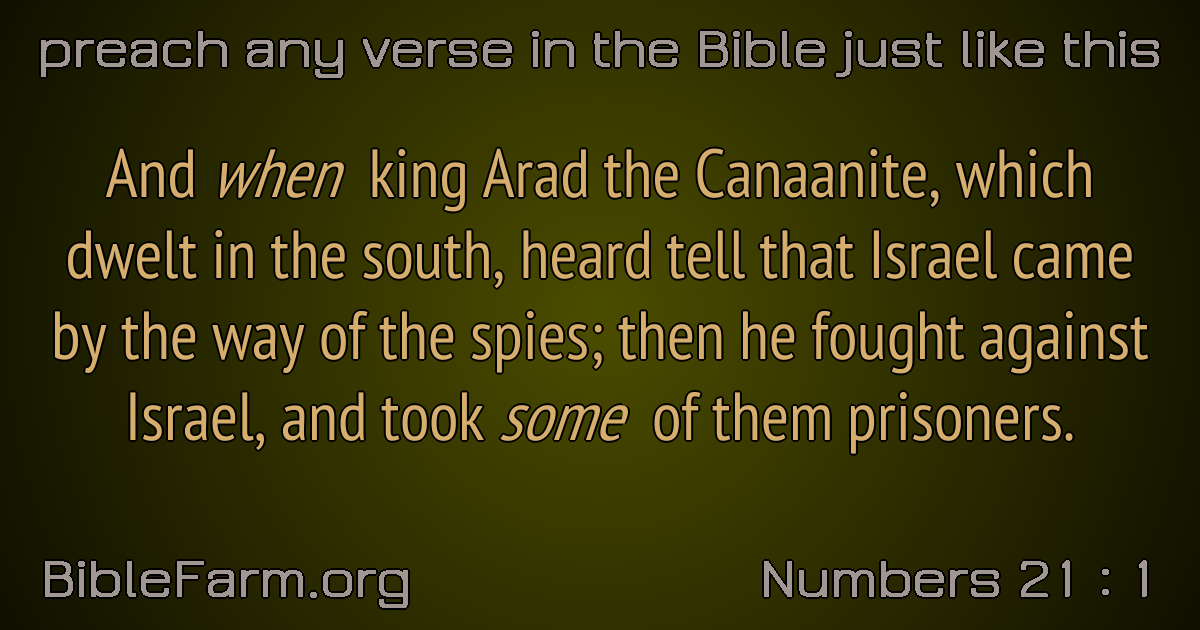 preach any verse in the Bible just like this
And when king Arad the Canaanite, which
dwelt in the south, heard tell that Israel came
by the way of the spies; then he fought against
Israel, and took some of them prisoners.
BibleFarm.org
Numbers 21 : 1